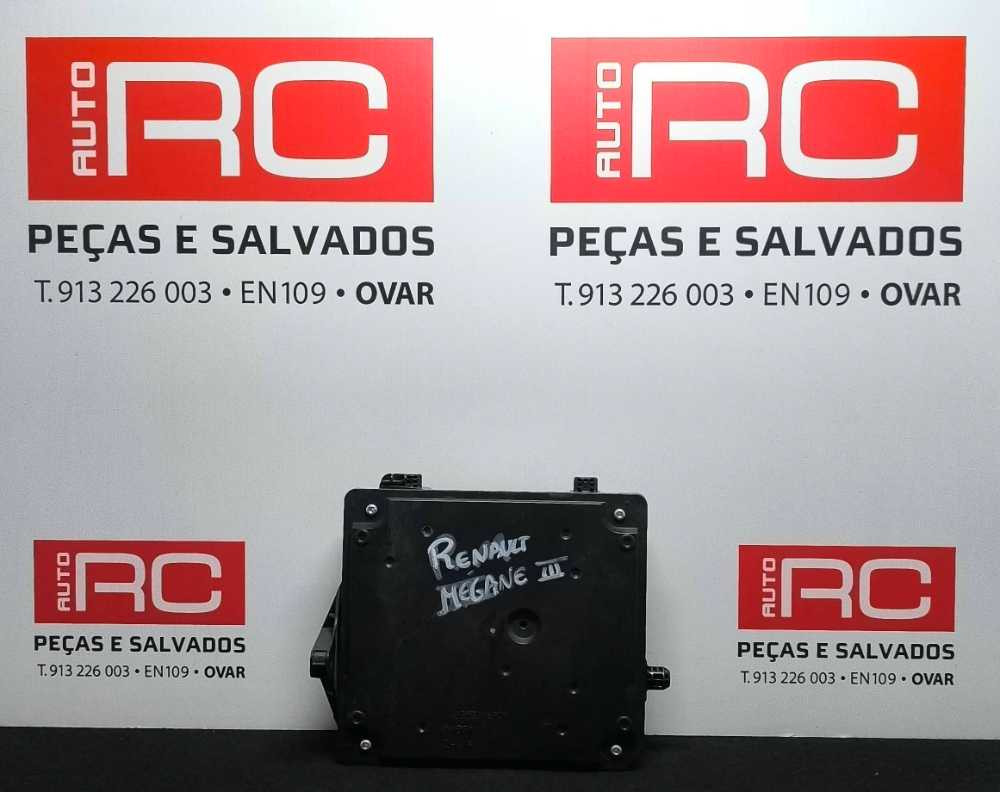 AUTO RC
PEÇAS E SALVADOS
T. 913 226 003 • EN109 • OVAR
AUTO RC
PEÇAS E SALVADOS
T. 913 226 003 • EN109 • OVAR
RENAULT
MEGANE III
AUTO RC
PEÇAS E SALVADOS
T. 913 226 003 • EN109 • OVAR
AUTO RC
PEÇAS E SALVADOS
T. 913 226 003 • EN109 • OVAR